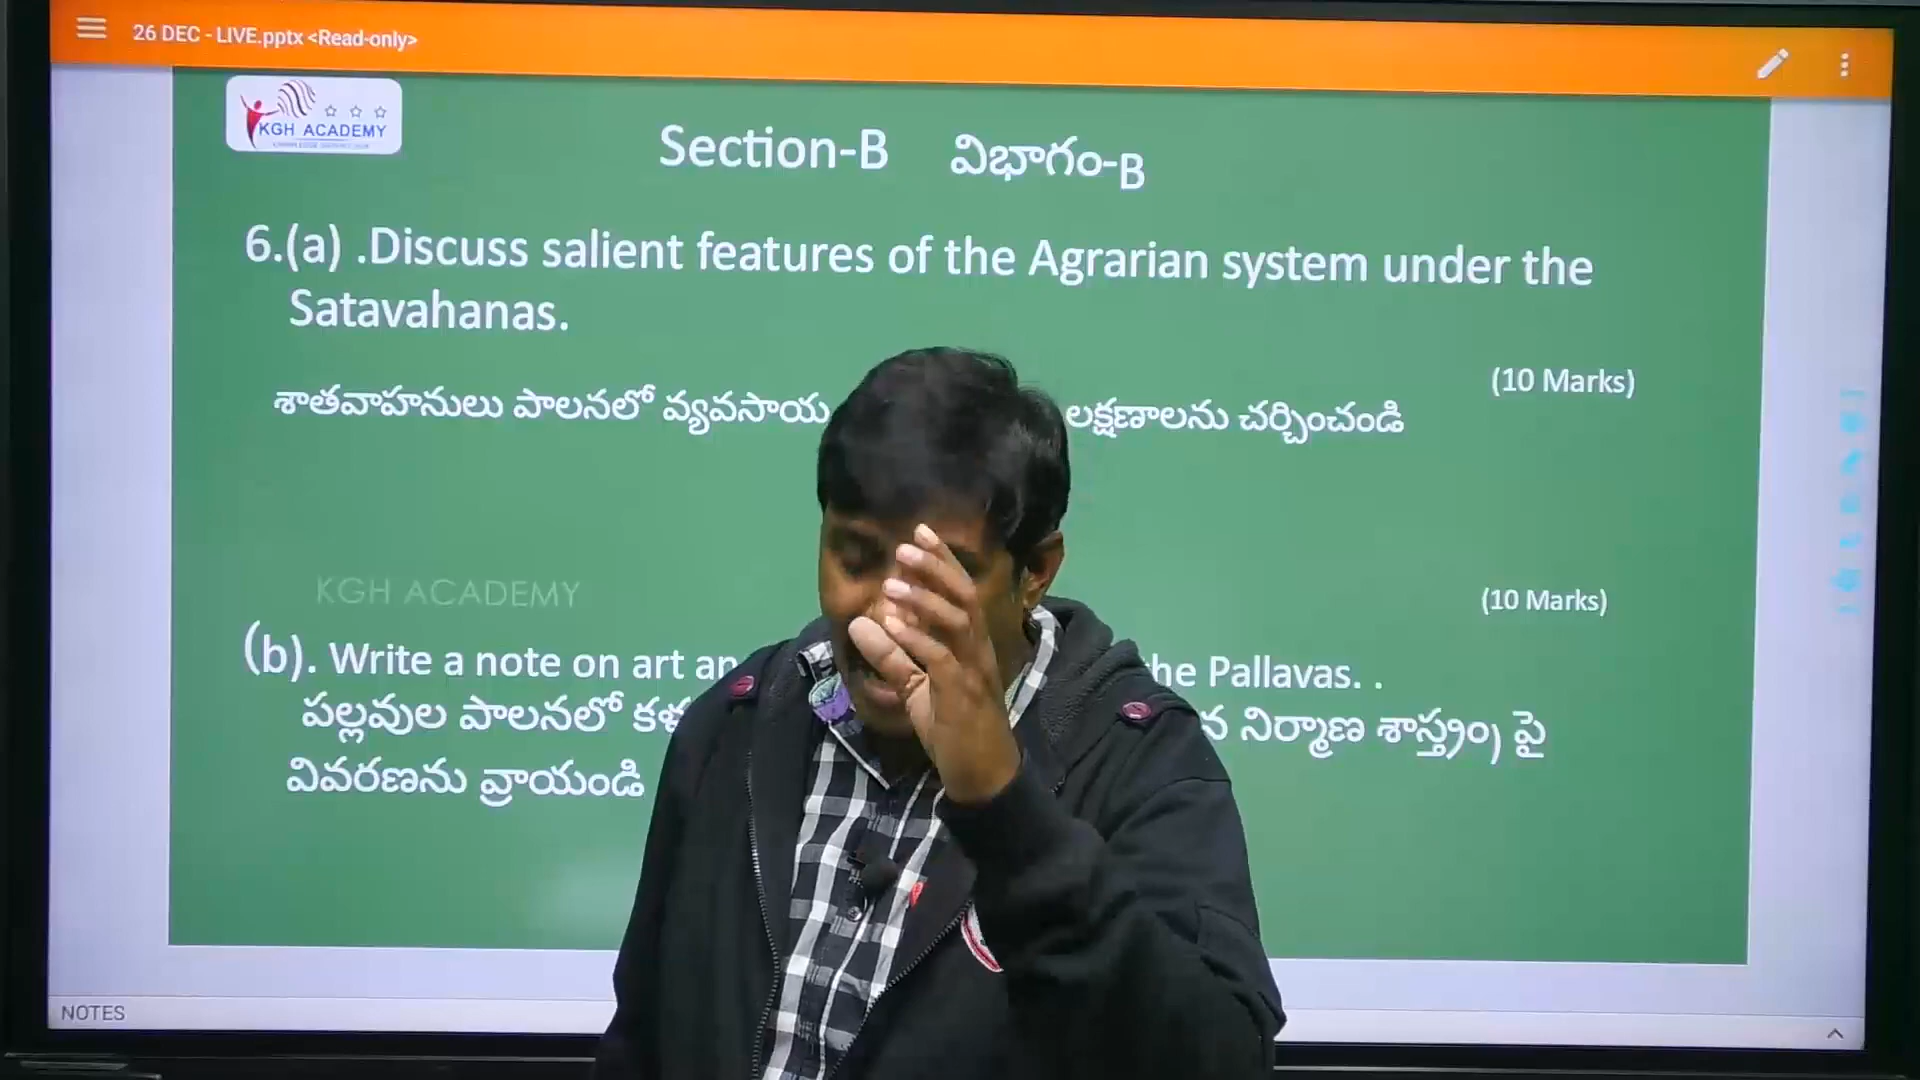 26 DEC - LIVE.pptx <Read-only>
KGH ACADEMY
Section-B విభాగం-B
6.(a) .Discuss salient features of the Agrarian system under the
Satavahanas.
(10 Marks)
శాతవాహనులు పాలనలో వ్యవసాయ లక్షణాలను చర్చించండి
KGH ACADEMY
(10 Marks)
(b). Write a note on art he Pallavas. .
పల్లవుల పాలనలో నిర్మాణ శాస్త్రం) పై
వివరణను వ్రాయండి
NOTES